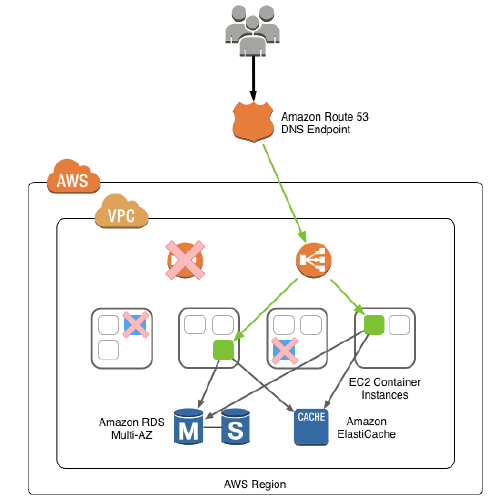 Amazon Route 53
DNS Endpoint
AWS
VPC
EC2 Container
Instances
Amazon RDS
Multi-AZ
M
S
CACHE
Amazon
ElastiCache
AWS Region